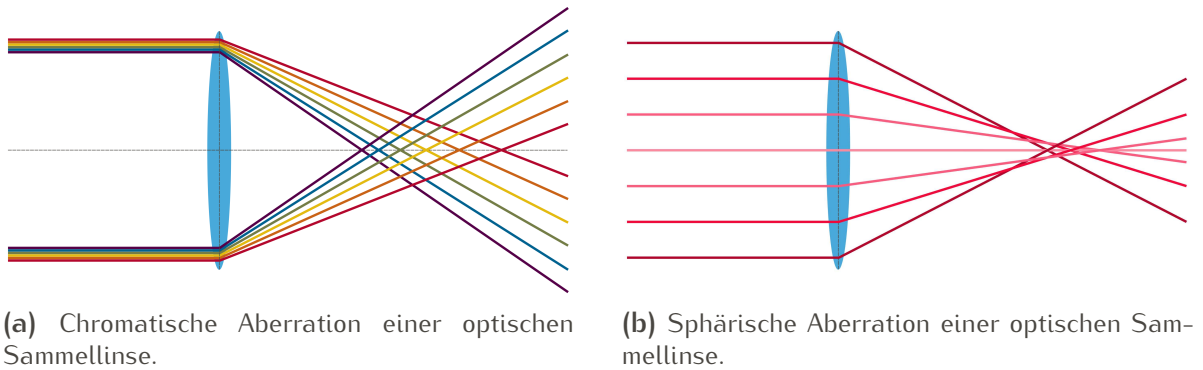 (a) Chromatische Aberration einer optischen
Sammellinse.
(b) Sphärische Aberration einer optischen Sam-
mellinse.